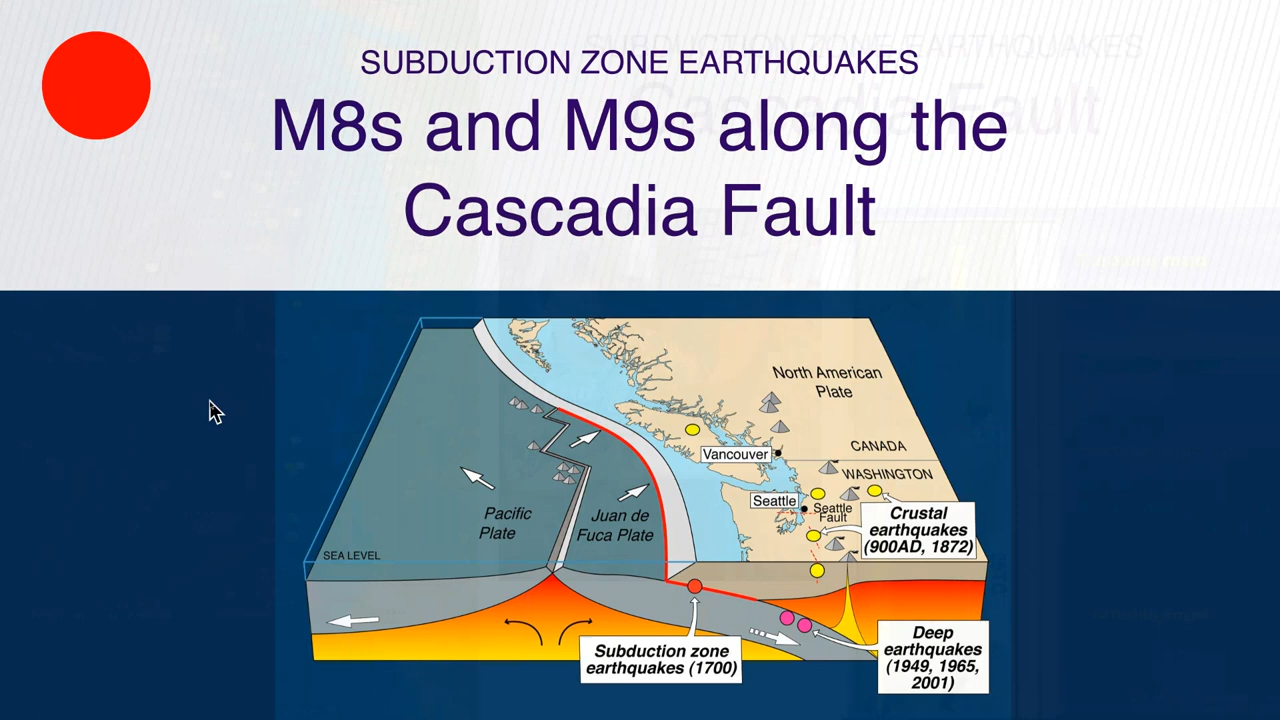 SUBDUCTION ZONE EARTHQUAKES
M8s and M9s along the
Cascadia Fault
North American
Plate
CANADA
Vancouver
WASHINGTON
Seattle
Seattle
Fault
Crustal
earthquakes
(900AD, 1872)
Pacific
Plate
Juan de
Fuca Plate
SEA LEVEL
Subduction zone
earthquakes (1700)
Deep
earthquakes
(1949, 1965,
2001)